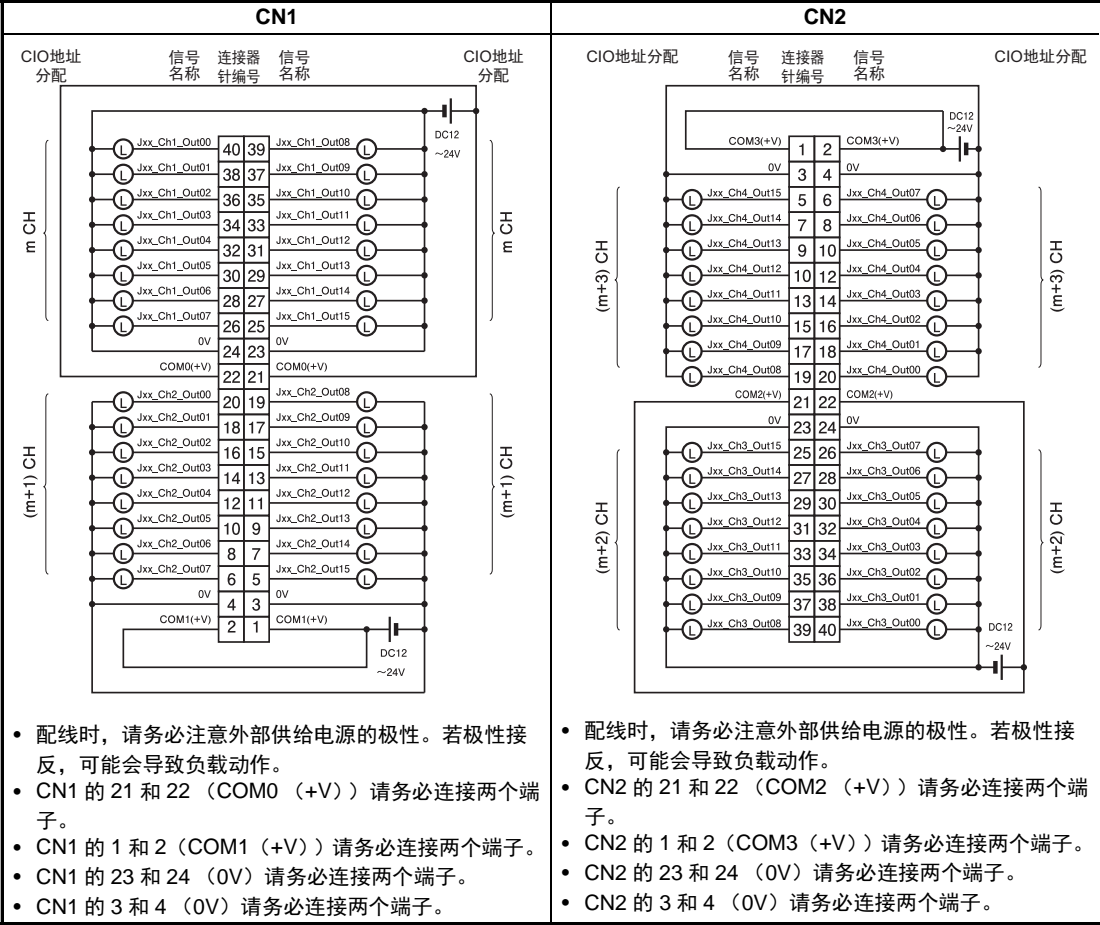 CN1
CIO地址分配 信号名称 连接器针编号 信号名称 CIO地址分配
DC12
～24V
m CH
m CH
Jxx_Ch1_Out00 40 39 Jxx_Ch1_Out08
Jxx_Ch1_Out01 38 37 Jxx_Ch1_Out09
Jxx_Ch1_Out02 36 35 Jxx_Ch1_Out10
Jxx_Ch1_Out03 34 33 Jxx_Ch1_Out11
Jxx_Ch1_Out04 32 31 Jxx_Ch1_Out12
Jxx_Ch1_Out05 30 29 Jxx_Ch1_Out13
Jxx_Ch1_Out06 28 27 Jxx_Ch1_Out14
Jxx_Ch1_Out07 26 25 Jxx_Ch1_Out15
0V 24 23 0V
COM0(+V) 22 21 COM0(+V)
(m+1) CH
(m+1) CH
Jxx_Ch2_Out00 20 19 Jxx_Ch2_Out08
Jxx_Ch2_Out01 18 17 Jxx_Ch2_Out09
Jxx_Ch2_Out02 16 15 Jxx_Ch2_Out10
Jxx_Ch2_Out03 14 13 Jxx_Ch2_Out11
Jxx_Ch2_Out04 12 11 Jxx_Ch2_Out12
Jxx_Ch2_Out05 10 9 Jxx_Ch2_Out13
Jxx_Ch2_Out06 8 7 Jxx_Ch2_Out14
Jxx_Ch2_Out07 6 5 Jxx_Ch2_Out15
0V 4 3 0V
COM1(+V) 2 1 COM1(+V)
DC12
～24V
• 配线时，请务必注意外部供给电源的极性。若极性接
反，可能会导致负载动作。
• CN1 的 21 和 22 （COM0 （+V））请务必连接两个端
子。
• CN1 的 1 和 2（COM1（+V））请务必连接两个端子。
• CN1 的 23 和 24 （0V）请务必连接两个端子。
• CN1 的 3 和 4 （0V）请务必连接两个端子。
CN2
CIO地址分配 信号名称 连接器针编号 信号名称 CIO地址分配
DC12
～24V
COM3(+V) 1 2 COM3(+V)
0V 3 4 0V
(m+3) CH
(m+3) CH
Jxx_Ch4_Out15 5 6 Jxx_Ch4_Out07
Jxx_Ch4_Out14 7 8 Jxx_Ch4_Out06
Jxx_Ch4_Out13 9 10 Jxx_Ch4_Out05
Jxx_Ch4_Out12 10 12 Jxx_Ch4_Out04
Jxx_Ch4_Out11 13 14 Jxx_Ch4_Out03
Jxx_Ch4_Out10 15 16 Jxx_Ch4_Out02
Jxx_Ch4_Out09 17 18 Jxx_Ch4_Out01
Jxx_Ch4_Out08 19 20 Jxx_Ch4_Out00
COM2(+V) 21 22 COM2(+V)
0V 23 24 0V
(m+2) CH
(m+2) CH
Jxx_Ch3_Out15 25 26 Jxx_Ch3_Out07
Jxx_Ch3_Out14 27 28 Jxx_Ch3_Out06
Jxx_Ch3_Out13 29 30 Jxx_Ch3_Out05
Jxx_Ch3_Out12 31 32 Jxx_Ch3_Out04
Jxx_Ch3_Out11 33 34 Jxx_Ch3_Out03
Jxx_Ch3_Out10 35 36 Jxx_Ch3_Out02
Jxx_Ch3_Out09 37 38 Jxx_Ch3_Out01
Jxx_Ch3_Out08 39 40 Jxx_Ch3_Out00
DC12
～24V
• 配线时，请务必注意外部供给电源的极性。若极性接
反，可能会导致负载动作。
• CN2 的 21 和 22 （COM2 （+V））请务必连接两个端
子。
• CN2 的 1 和 2（COM3（+V））请务必连接两个端子。
• CN2 的 23 和 24 （0V）请务必连接两个端子。
• CN2 的 3 和 4 （0V）请务必连接两个端子。